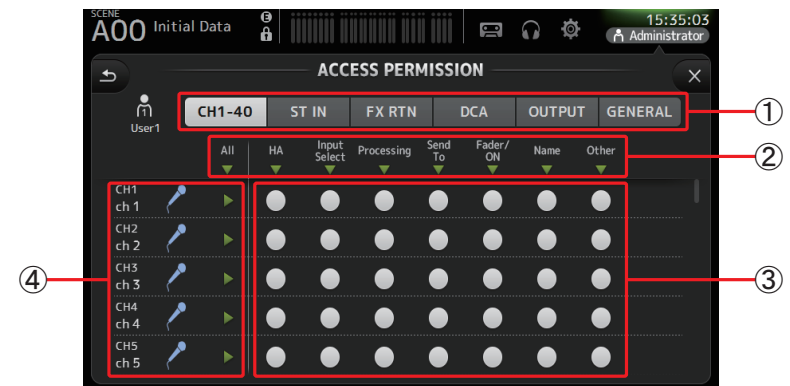 SCENE
A00 Initial Data
E
15:35:03
Administrator
ACCESS PERMISSION
User1
CH1-40 ST IN FX RTN DCA OUTPUT GENERAL
①
All HA Input Select Processing Send To Fader/ON Name Other
②
CH1
ch 1
CH2
ch 2
CH3
ch 3
④
③
CH4
ch 4
CH5
ch 5